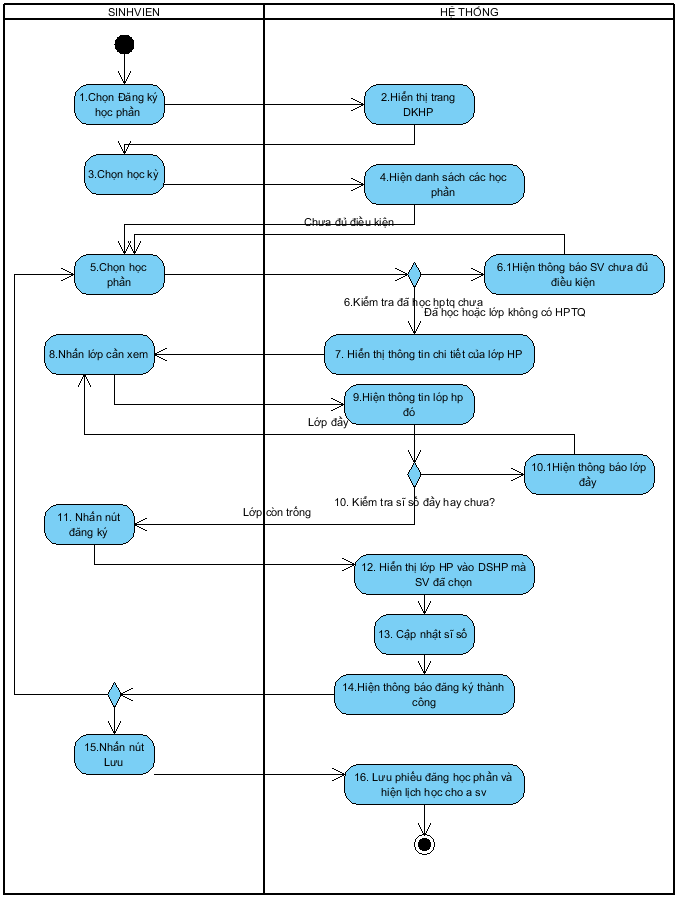 SINHVIEN
HỆ THỐNG
1.Chọn Đăng ký
học phần
2.Hiển thị trang
DKHP
3.Chọn học kỳ
4.Hiện danh sách các học
phần
Chưa đủ điều kiện
5.Chọn học
phần
6.1Hiện thông báo SV chưa đủ
điều kiện
6.Kiểm tra đã học hptq chưa
Đã học hoặc lớp không có HPTQ
7. Hiển thị thông tin chi tiết của lớp HP
8.Nhấn lớp cần xem
9.Hiện thông tin lớp hp
đó
Lớp đầy
10.1Hiện thông báo lớp
đầy
10. Kiểm tra sĩ số đầy hay chưa?
Lớp còn trống
11. Nhấn nút
đăng ký
12. Hiển thị lớp HP vào DSHP mà
SV đã chọn
13. Cập nhật sĩ số
14.Hiện thông báo đăng ký thành
công
15.Nhấn nút
Lưu
16. Lưu phiếu đăng học phần và
hiện lịch học cho a sv